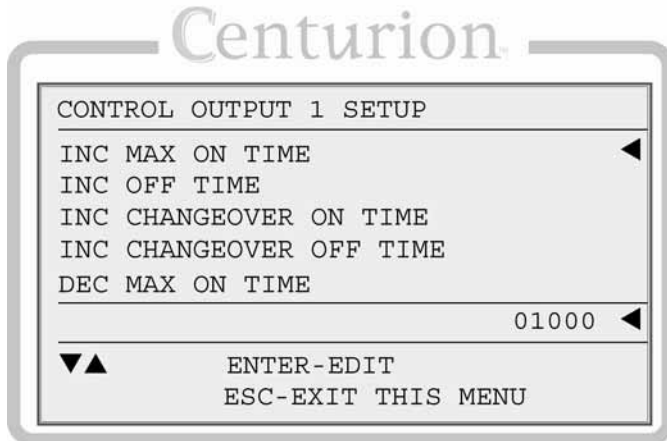 Centurion™
CONTROL OUTPUT 1 SETUP
INC MAX ON TIME ◀
INC OFF TIME
INC CHANGEOVER ON TIME
INC CHANGEOVER OFF TIME
DEC MAX ON TIME
01000 ◀
▼▲ ENTER-EDIT
ESC-EXIT THIS MENU